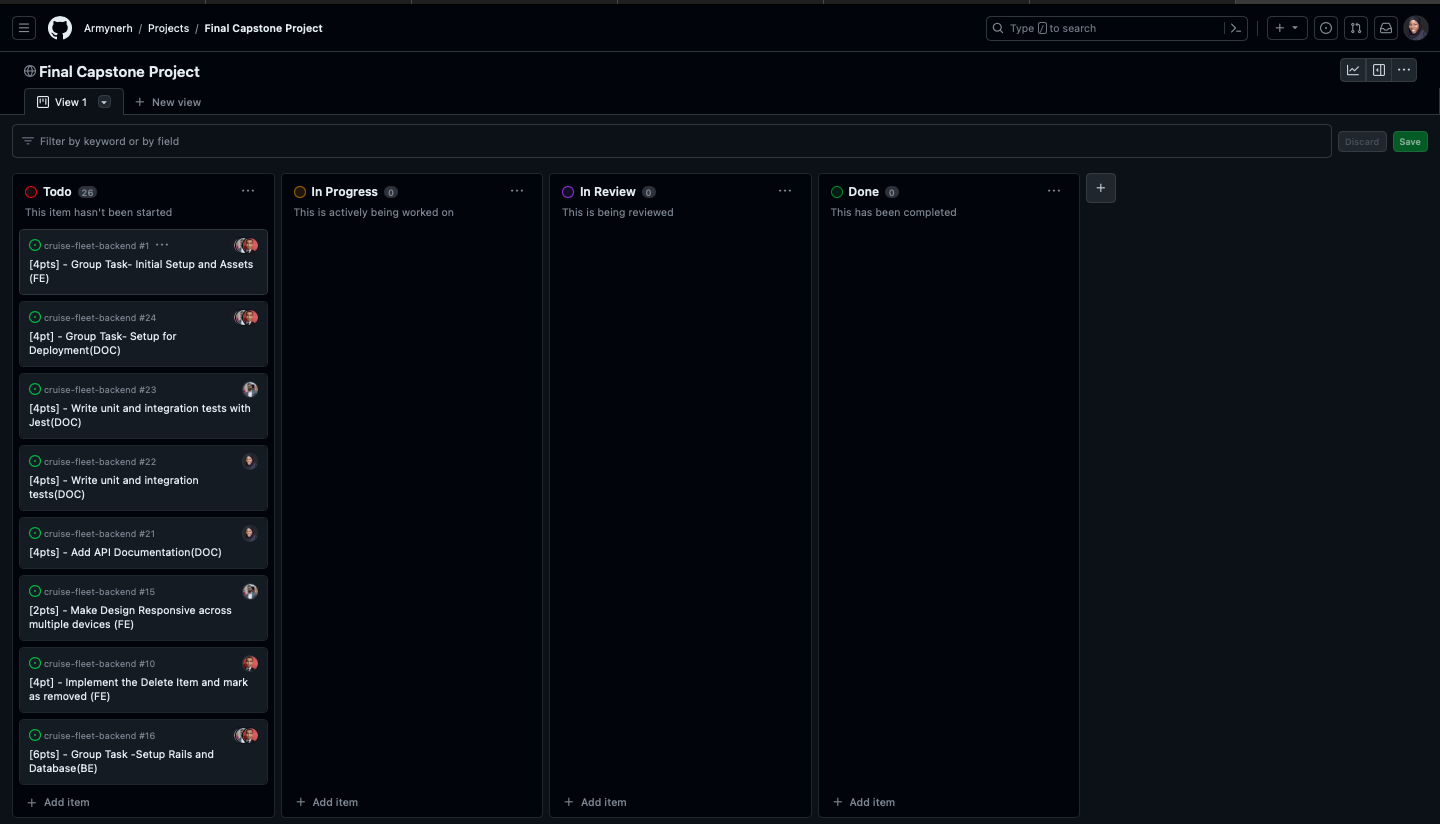 Armynerh / Projects / Final Capstone Project
Type / to search
Final Capstone Project
View 1
New view
Filter by keyword or by field
Discard
Save
Todo 26
This item hasn't been started
cruise-fleet-backend #1
[4pts] - Group Task- Initial Setup and Assets
(FE)
cruise-fleet-backend #24
[4pt] - Group Task- Setup for
Deployment(DOC)
cruise-fleet-backend #23
[4pts] - Write unit and integration tests with
Jest(DOC)
cruise-fleet-backend #22
[4pts] - Write unit and integration
tests(DOC)
cruise-fleet-backend #21
[4pts] - Add API Documentation(DOC)
cruise-fleet-backend #15
[2pts] - Make Design Responsive across
multiple devices (FE)
cruise-fleet-backend #10
[4pt] - Implement the Delete Item and mark
as removed (FE)
cruise-fleet-backend #16
[6pts] - Group Task -Setup Rails and
Database(BE)
Add item
In Progress 0
This is actively being worked on
Add item
In Review 0
This is being reviewed
Add item
Done 0
This has been completed
Add item